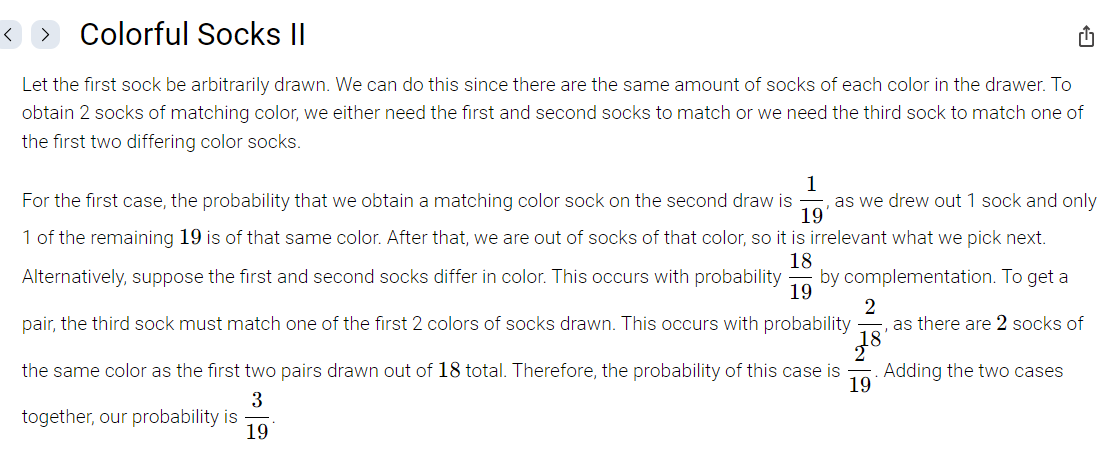 < > Colorful Socks II
Let the first sock be arbitrarily drawn. We can do this since there are the same amount of socks of each color in the drawer. To
obtain 2 socks of matching color, we either need the first and second socks to match or we need the third sock to match one of
the first two differing color socks.
For the first case, the probability that we obtain a matching color sock on the second draw is 1/19, as we drew out 1 sock and only
1 of the remaining 19 is of that same color. After that, we are out of socks of that color, so it is irrelevant what we pick next.
Alternatively, suppose the first and second socks differ in color. This occurs with probability 18/19 by complementation. To get a
pair, the third sock must match one of the first 2 colors of socks drawn. This occurs with probability 2/18, as there are 2 socks of
the same color as the first two pairs drawn out of 18 total. Therefore, the probability of this case is 2/19. Adding the two cases
together, our probability is 3/19.